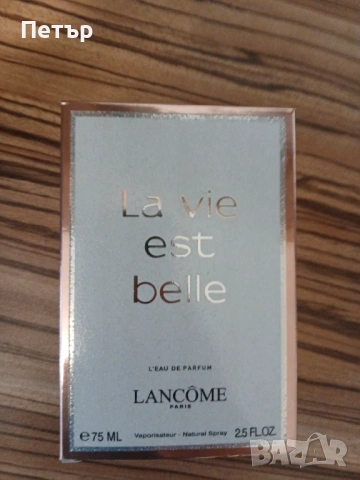 Петър
La vie
est
belle
L'EAU DE PARFUM
LANCÔME
PARIS
e 75 ML Vaporisateur - Natural Spray 2.5 FL.OZ.
BAZAR